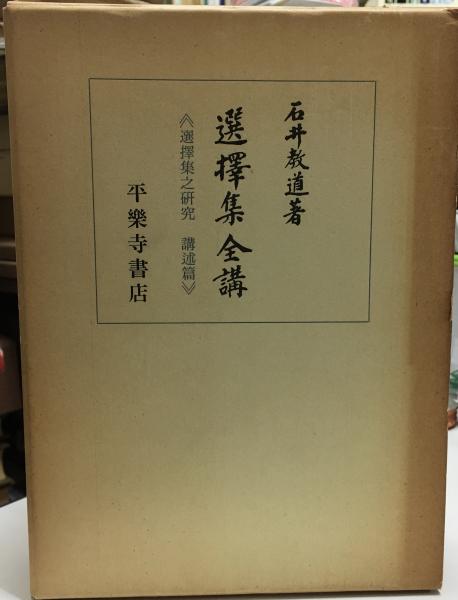 石井教道著
選擇集全講
《選擇集之研究 講述篇》
平樂寺書店